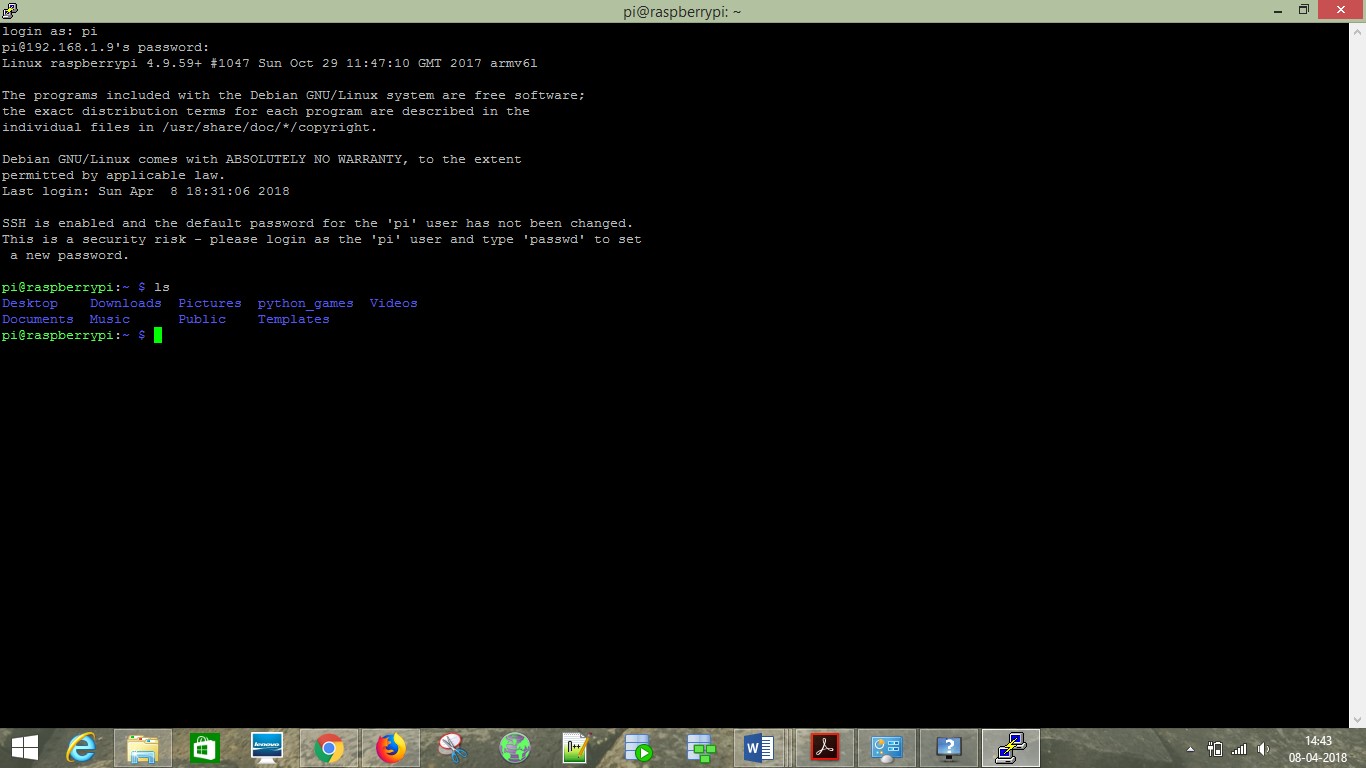 pi@raspberrypi: ~
login as: pi
pi@192.168.1.9's password:
Linux raspberrypi 4.9.59+ #1047 Sun Oct 29 11:47:10 GMT 2017 armv6l

The programs included with the Debian GNU/Linux system are free software;
the exact distribution terms for each program are described in the
individual files in /usr/share/doc/*/copyright.

Debian GNU/Linux comes with ABSOLUTELY NO WARRANTY, to the extent
permitted by applicable law.
Last login: Sun Apr  8 18:31:06 2018

SSH is enabled and the default password for the 'pi' user has not been changed.
This is a security risk - please login as the 'pi' user and type 'passwd' to set
 a new password.

pi@raspberrypi:~ $ ls
Desktop    Downloads  Pictures  python_games  Videos
Documents  Music      Public    Templates
pi@raspberrypi:~ $
lenovo
14:43
08-04-2018